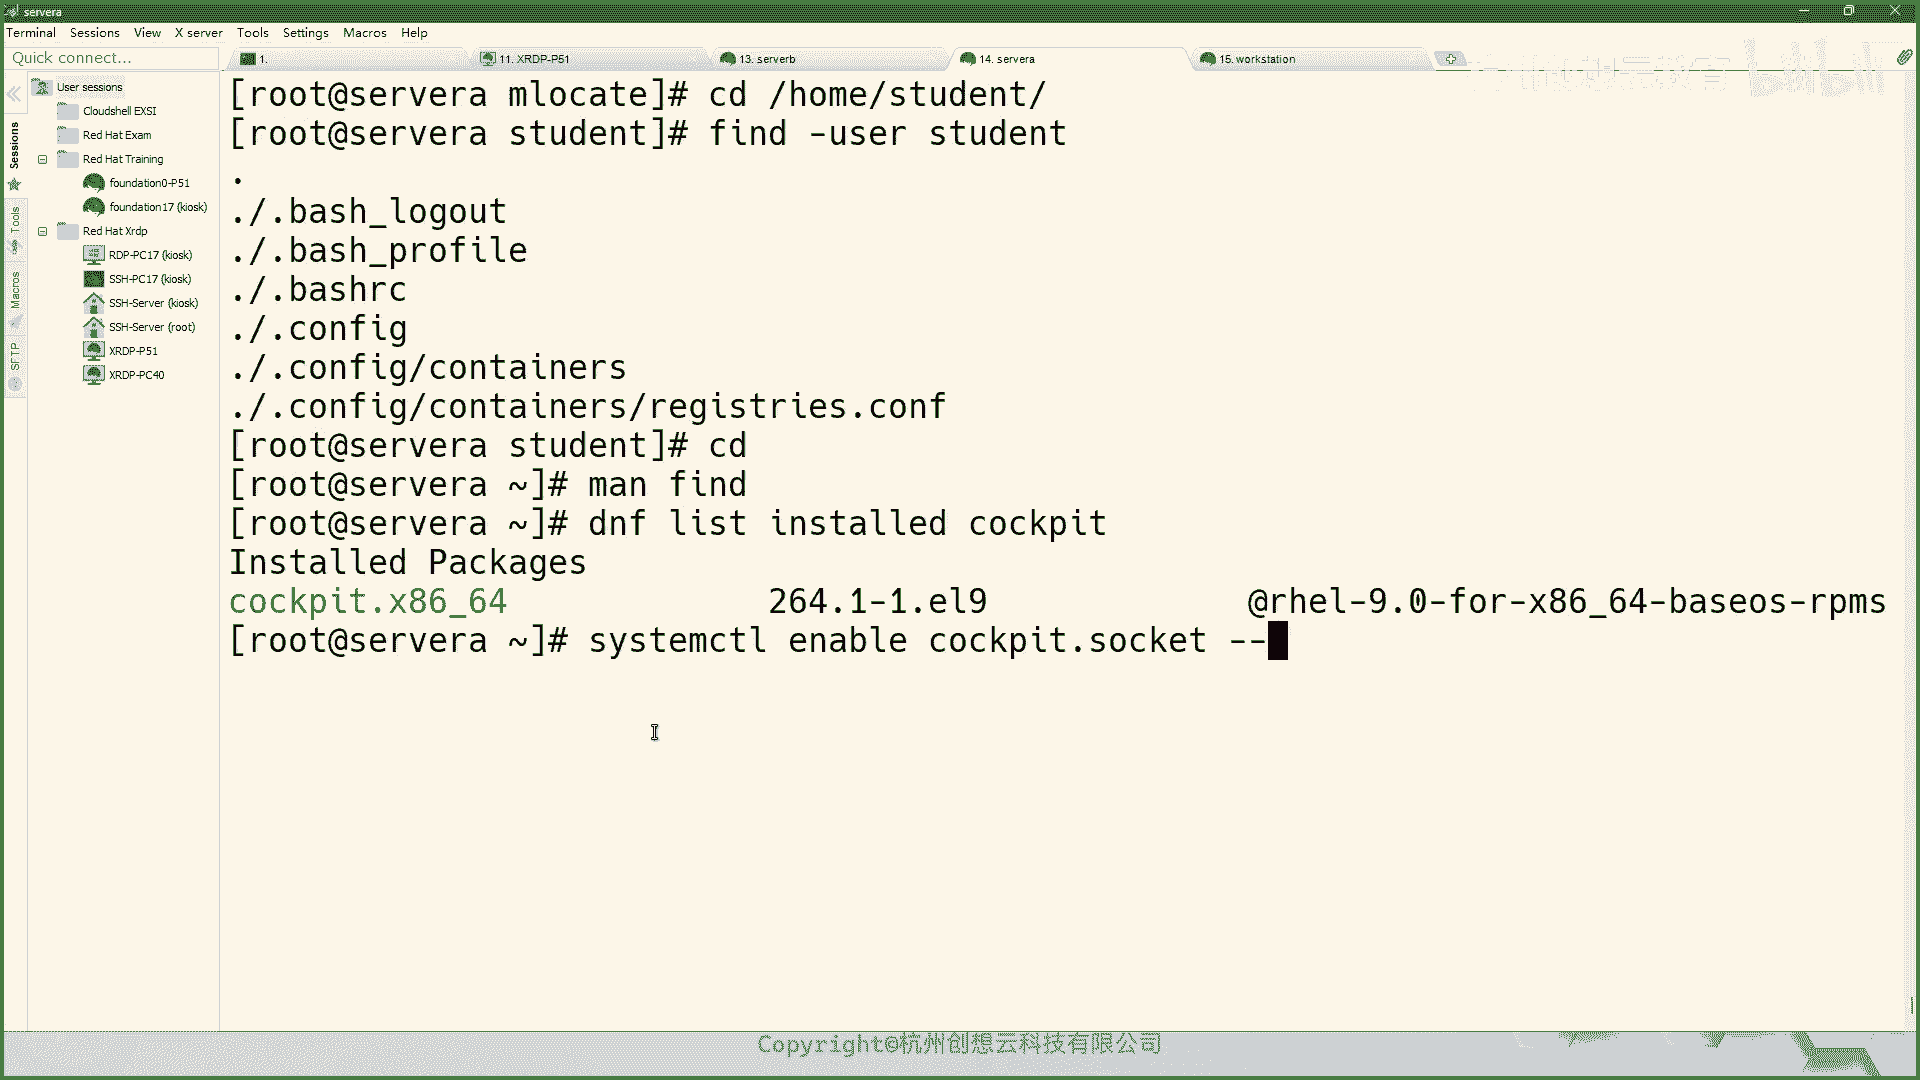 servera
Terminal Sessions View X server Tools Settings Macros Help
Quick connect...
1. 11. XRDP-P51 13. serverb 14. servera 15. workstation
User sessions
Cloudshell EXSI
Red Hat Exam
Red Hat Training
foundation0-P51
foundation17 (kiosk)
Red Hat Xrdp
RDP-PC17 (kiosk)
SSH-PC17 (kiosk)
SSH-Server (kiosk)
SSH-Server (root)
XRDP-P51
XRDP-PC40
Sessions
Tools
Macros
SFTP
[root@servera mlocate]# cd /home/student/
[root@servera student]# find -user student
.
./.bash_logout
./.bash_profile
./.bashrc
./.config
./.config/containers
./.config/containers/registries.conf
[root@servera student]# cd
[root@servera ~]# man find
[root@servera ~]# dnf list installed cockpit
Installed Packages
cockpit.x86_64 264.1-1.el9 @rhel-9.0-for-x86_64-baseos-rpms
[root@servera ~]# systemctl enable cockpit.socket --
Copyright©杭州创想云科技有限公司